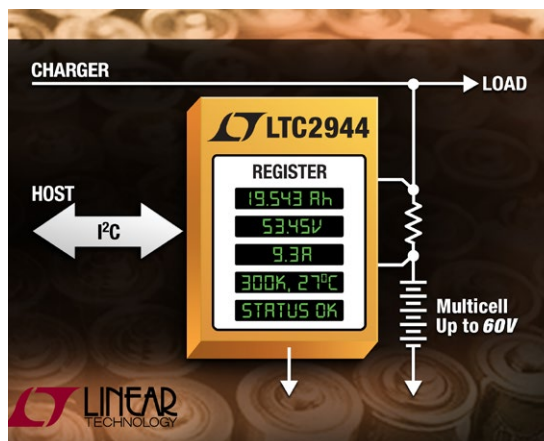 CHARGER
LOAD
LTC2944
REGISTER
19.543 Ah
53.45V
9.3A
300K, 27°C
STATUS OK
HOST
I²C
Multicell
Up to 60V
LINEAR
TECHNOLOGY